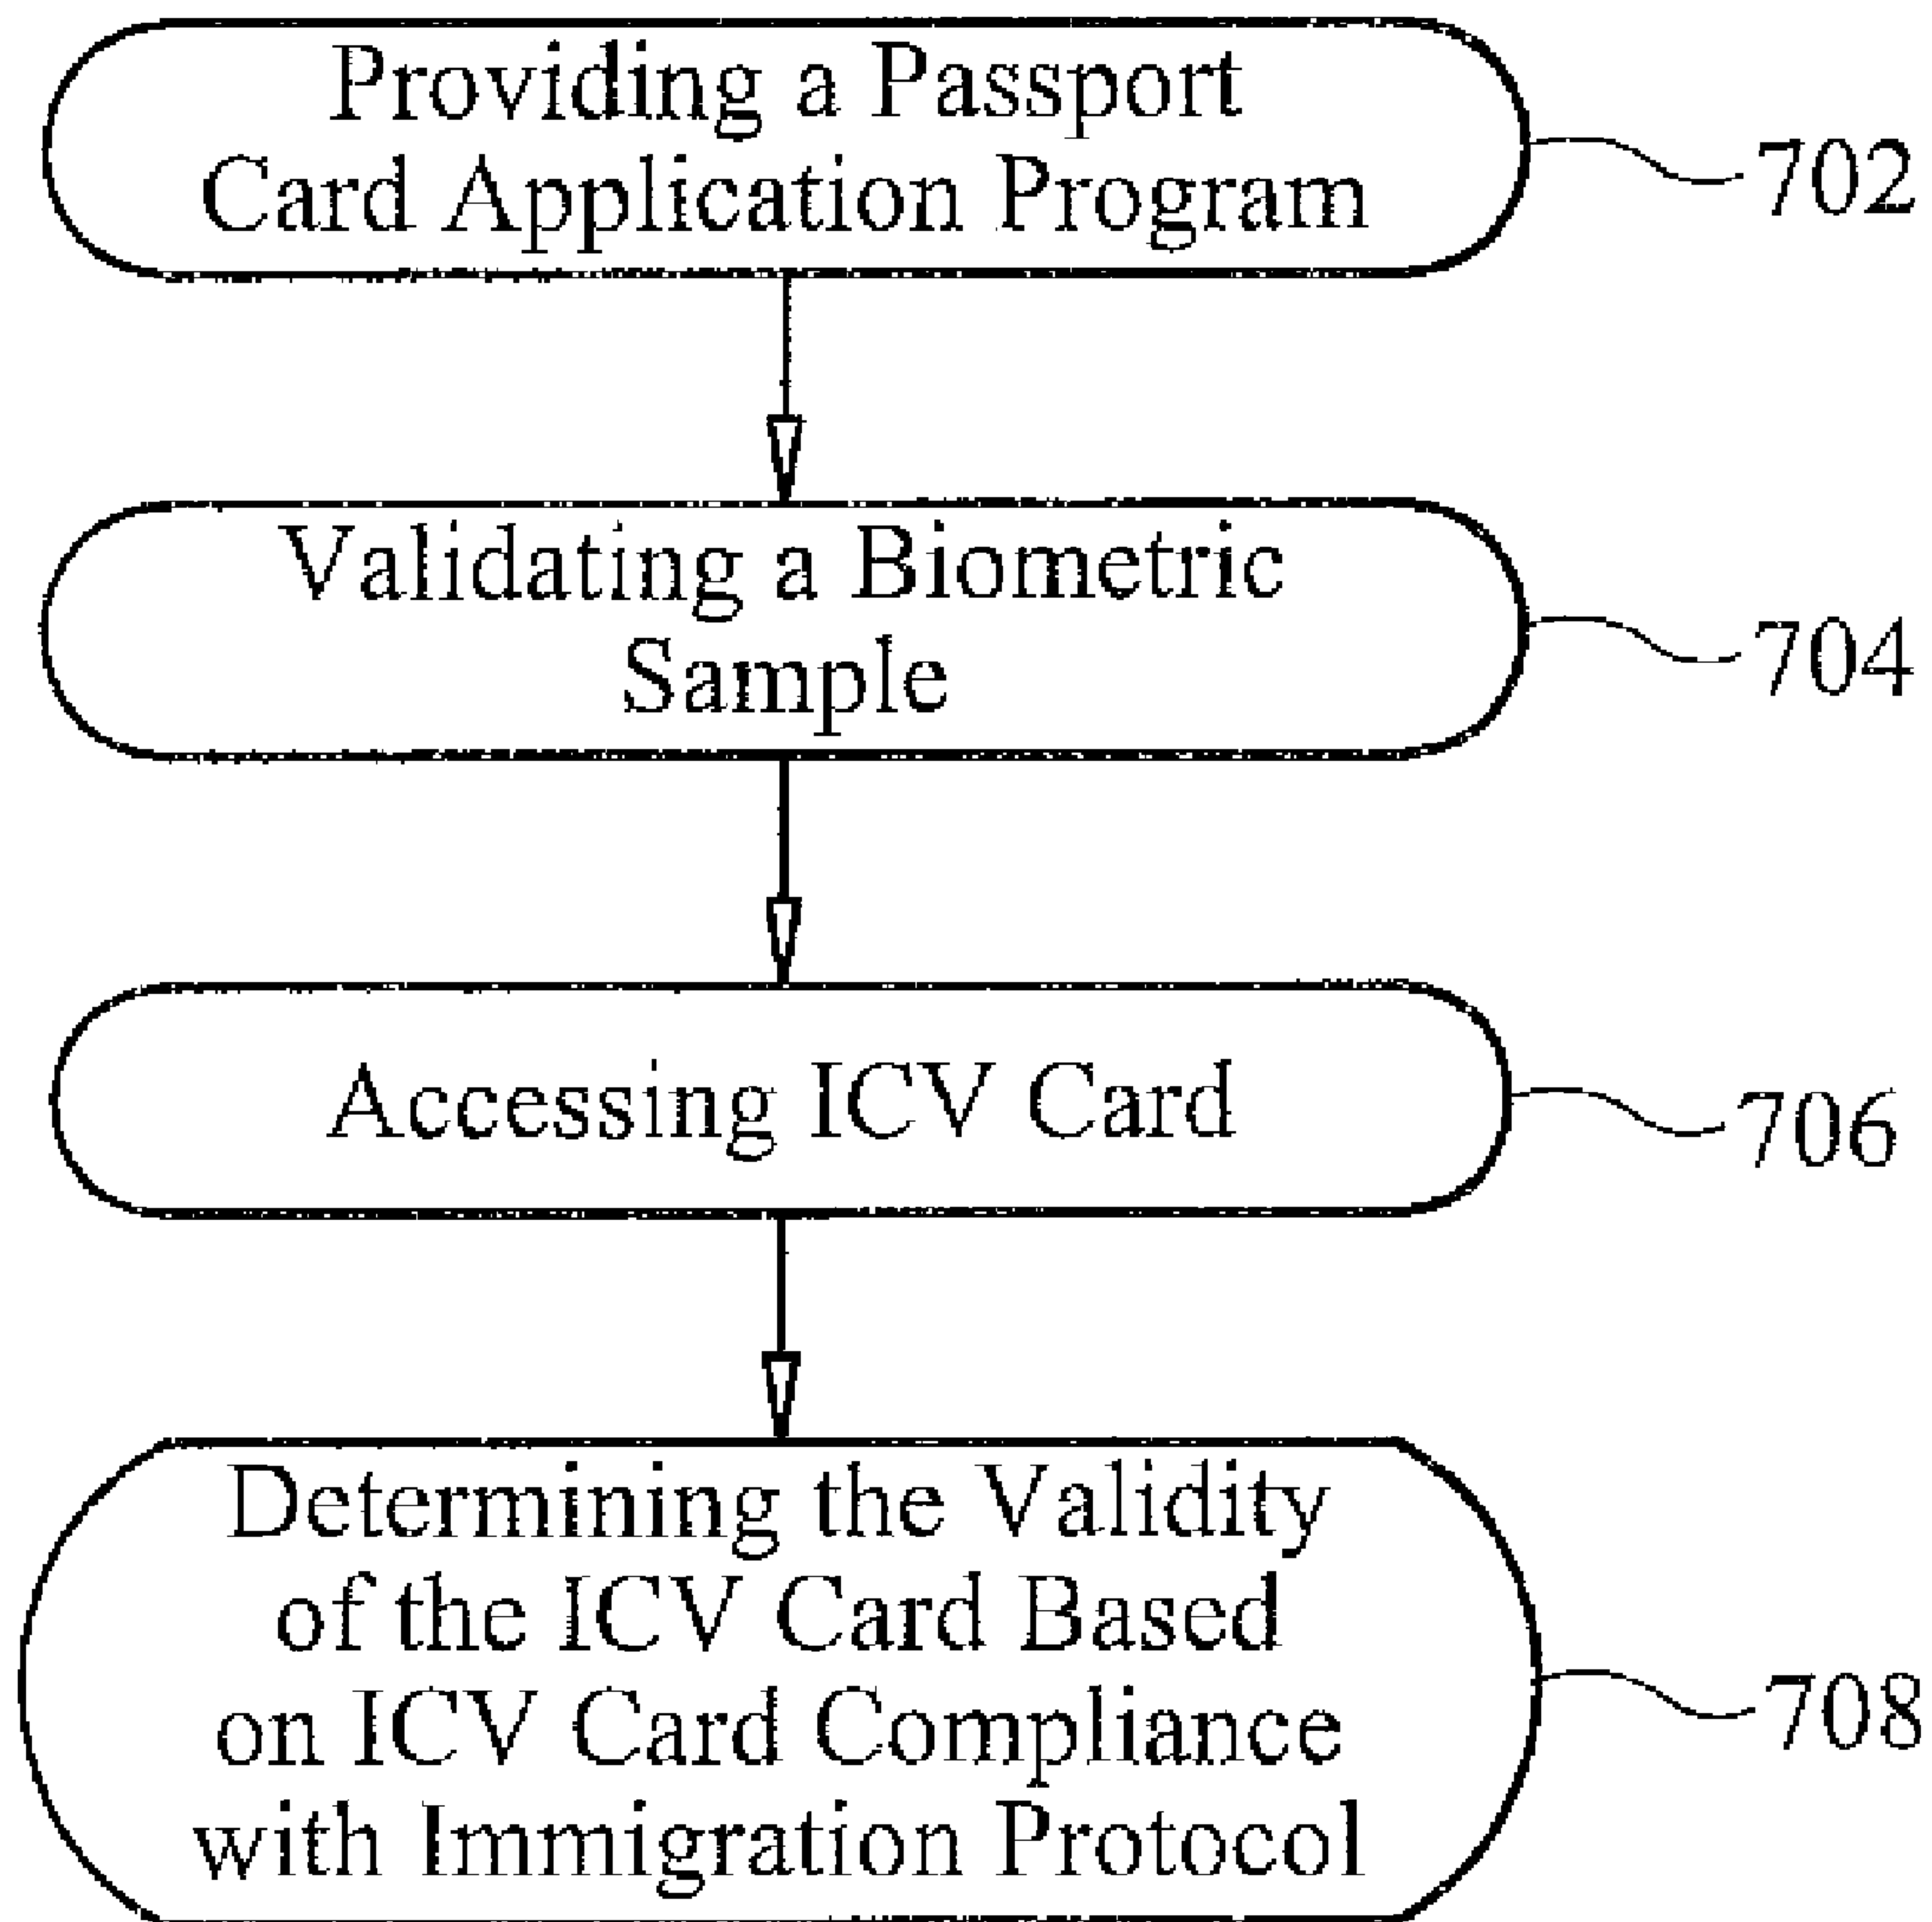 Providing a Passport
Card Application Program
702
Validating a Biometric
Sample
704
Accessing ICV Card
706
Determining the Validity
of the ICV Card Based
on ICV Card Compliance
with Immigration Protocol
708